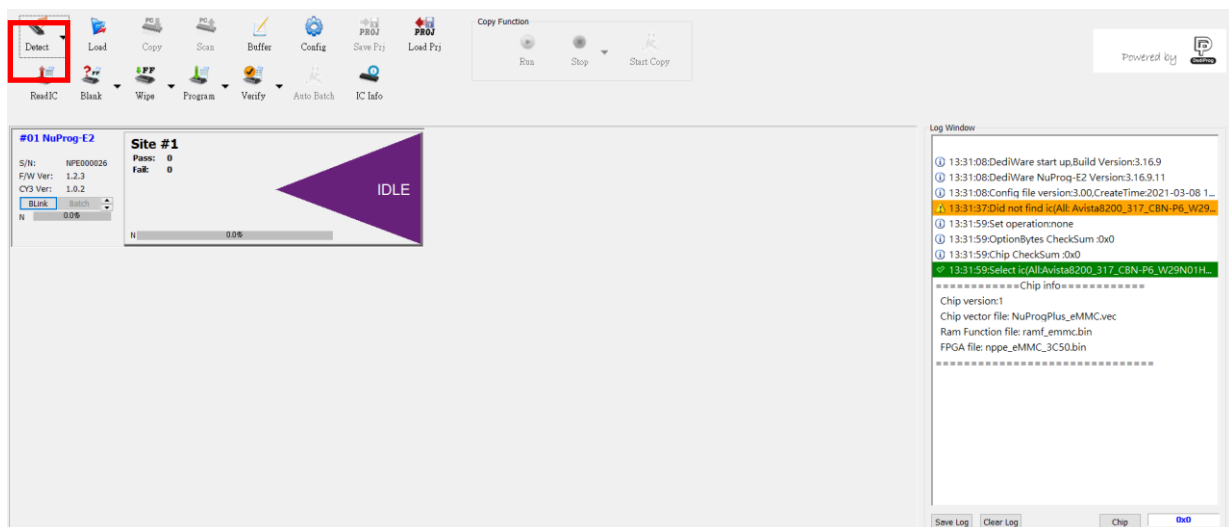 Detect Load Copy Scan Buffer Config Save Prj Load Prj
ReadIC Blank Wipe Program Verify Auto Batch IC Info
Copy Function
Run Stop Start Copy
Powered by DediProg
#01 NuProg-E2
S/N: NPE000026
F/W Ver: 1.2.3
CY3 Ver: 1.0.2
BLink Batch
N 0.0%
Site #1
Pass: 0
Fail: 0
IDLE
N 0.0%
Log Window
13:31:08:DediWare start up,Build Version:3.16.9
13:31:08:DediWare NuProg-E2 Version:3.16.9.11
13:31:08:Config file version:3.00,CreateTime:2021-03-08 1...
13:31:37:Did not find ic(All: Avista8200_317_CBN-P6_W29...
13:31:59:Set operation:none
13:31:59:OptionBytes CheckSum :0x0
13:31:59:Chip CheckSum :0x0
13:31:59:Select ic(All:Avista8200_317_CBN-P6_W29N01H...
============Chip info============
Chip version:1
Chip vector file: NuProgPlus_eMMC.vec
Ram Function file: ramf_emmc.bin
FPGA file: nppe_eMMC_3C50.bin
================================
Save Log Clear Log Chip 0x0